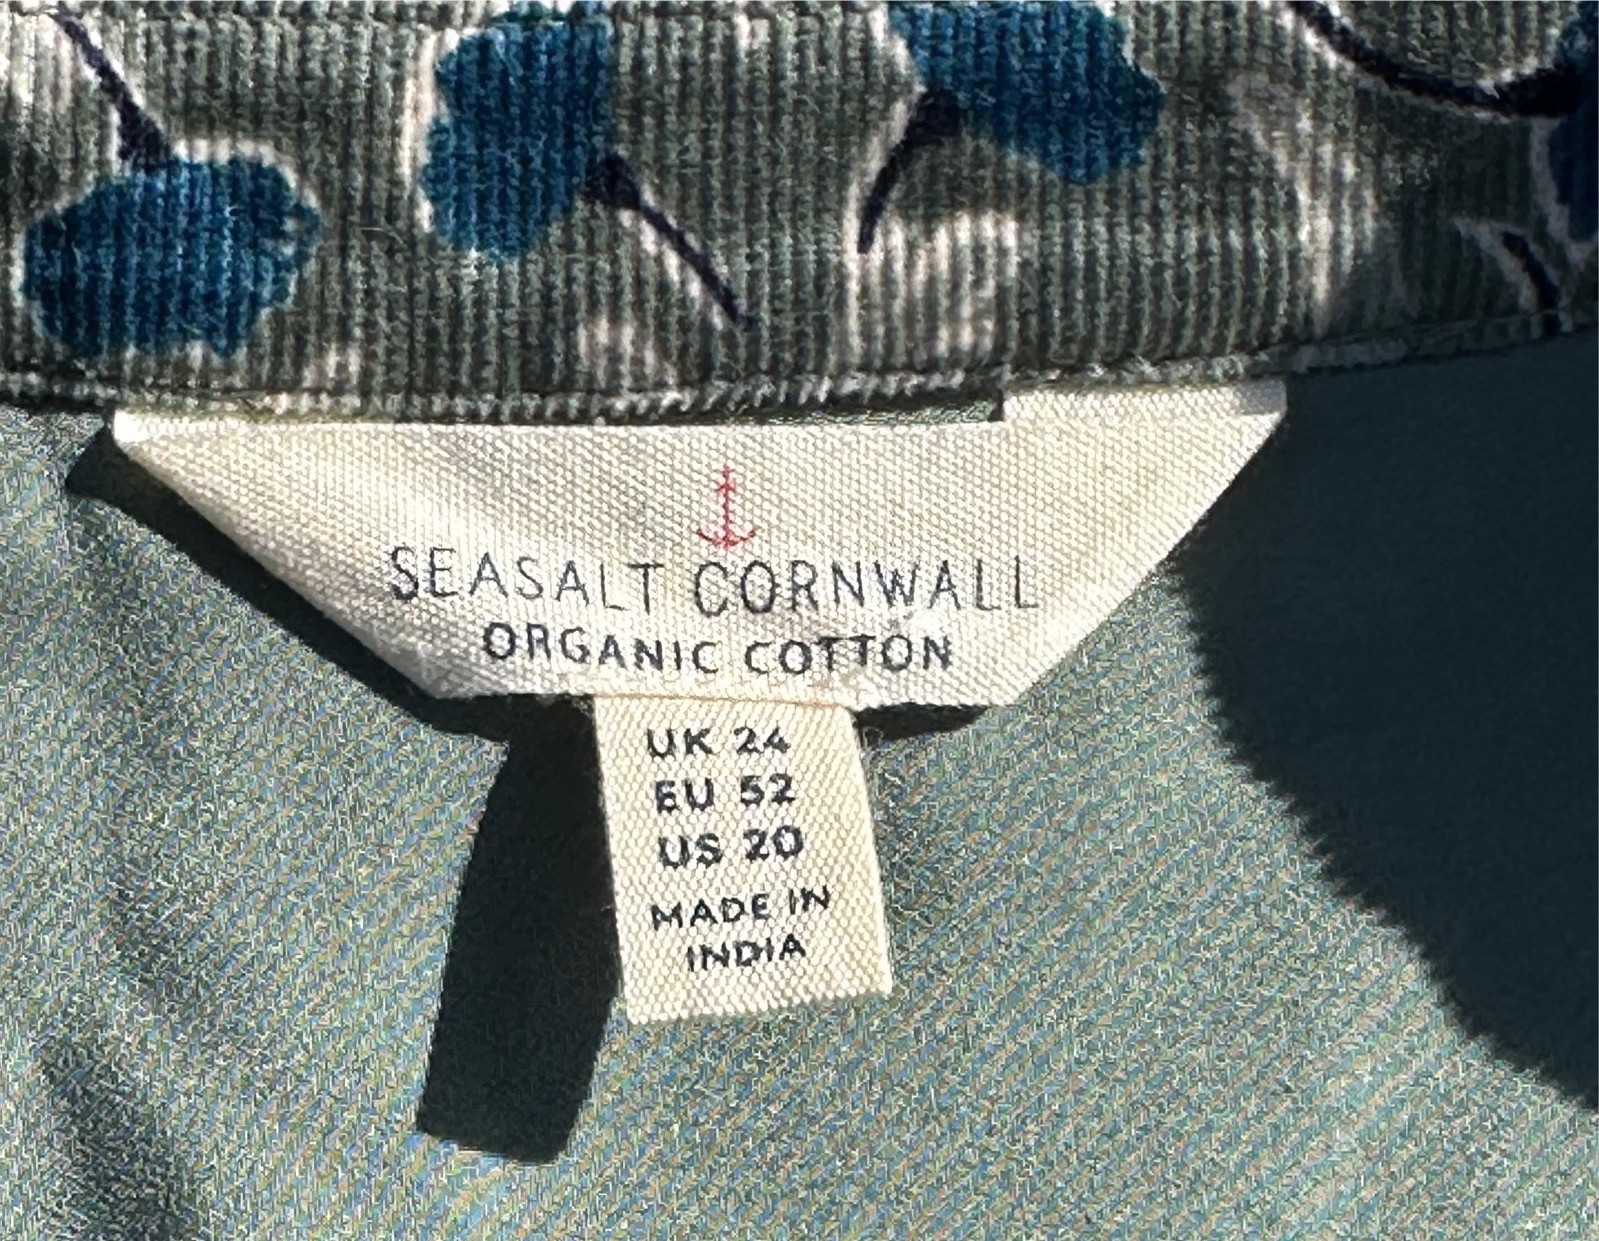 SEASALT CORNWALL
ORGANIC COTTON
UK 24
EU 52
US 20
MADE IN
INDIA